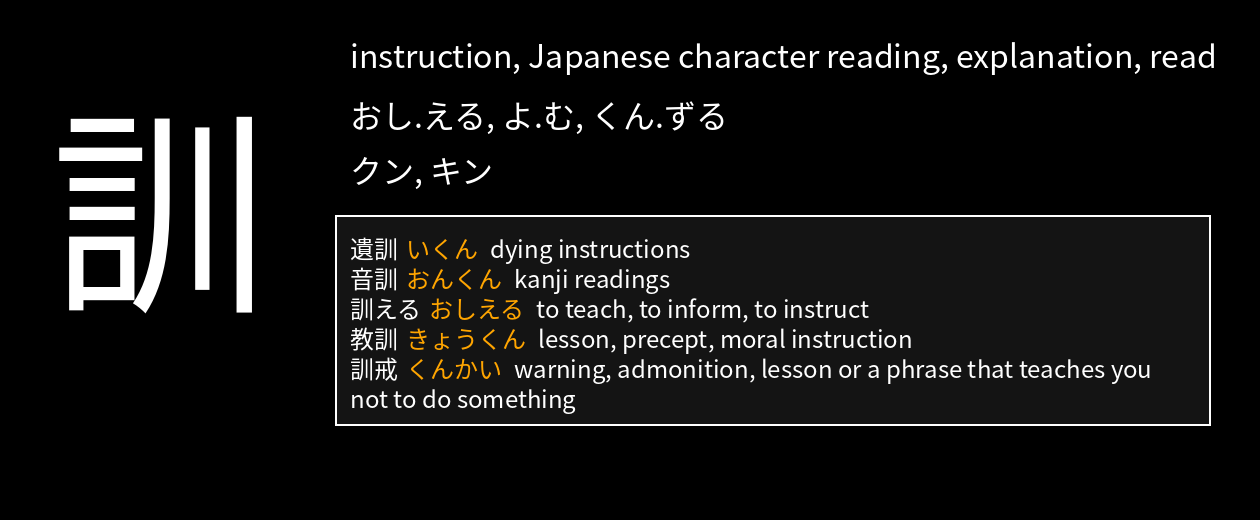 訓
instruction, Japanese character reading, explanation, read
おし.える, よ.む, くん.ずる
クン, キン
遺訓 いくん dying instructions
音訓 おんくん kanji readings
訓える おしえる to teach, to inform, to instruct
教訓 きょうくん lesson, precept, moral instruction
訓戒 くんかい warning, admonition, lesson or a phrase that teaches you
not to do something